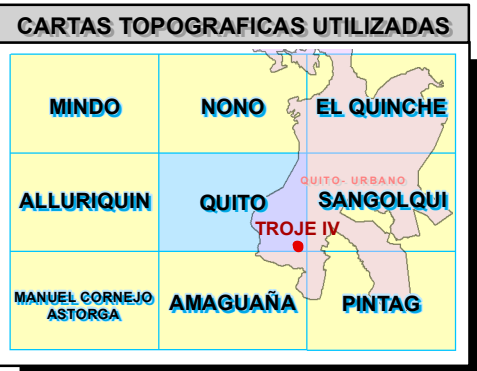 CARTAS TOPOGRAFICAS UTILIZADAS
MINDO
NONO
EL QUINCHE
QUITO- URBANO
ALLURIQUIN
QUITO
SANGOLQUI
TROJE IV
MANUEL CORNEJO
ASTORGA
AMAGUAÑA
PINTAG